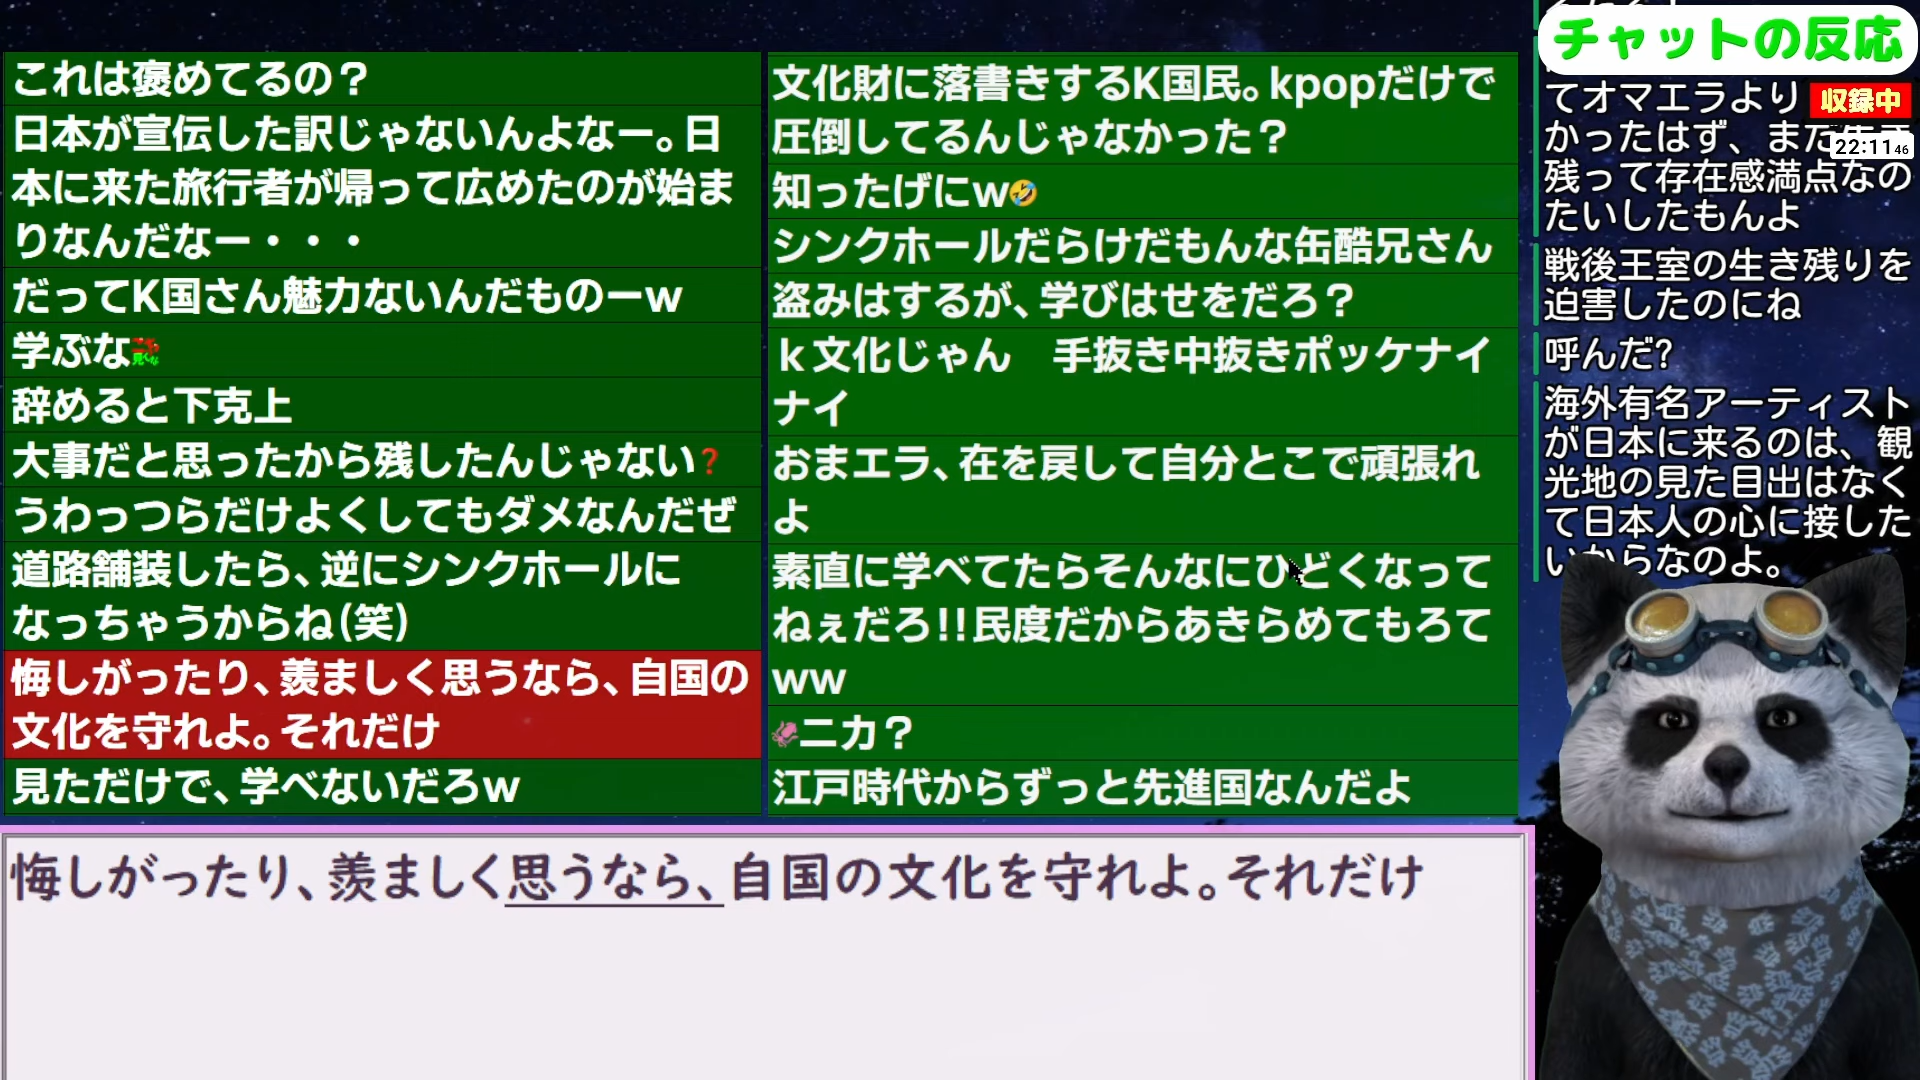 これは褒めてるの？
日本が宣伝した訳じゃないんよなー。日
本に来た旅行者が帰って広めたのが始ま
りなんだなー・・・
だってK国さん魅力ないんだものーw
学ぶな
辞めると下克上
大事だと思ったから残したんじゃない❓
うわっつらだけよくしてもダメなんだぜ
道路舗装したら、逆にシンクホールに
なっちゃうからね(笑)
悔しがったり、羨ましく思うなら、自国の
文化を守れよ。それだけ
見ただけで、学べないだろw
文化財に落書きするK国民。kpopだけで
圧倒してるんじゃなかった？
知ったげにw🤣
シンクホールだらけだもんな缶酷兄さん
盗みはするが、学びはせをだろ？
ｋ文化じゃん　手抜き中抜きポッケナイ
ナイ
おまエラ、在を戻して自分とこで頑張れ
よ
素直に学べてたらそんなにひどくなって
ねぇだろ!!民度だからあきらめてもろて
ww
🦑ニカ？
江戸時代からずっと先進国なんだよ
チャットの反応
収録中
22:11 46
てオマエラより
かったはず、また
残って存在感満点なの
たいしたもんよ
戦後王室の生き残りを
迫害したのにね
呼んだ?
海外有名アーティスト
が日本に来るのは、観
光地の見た目出はなく
て日本人の心に接した
いからなのよ。
悔しがったり、羨ましく思うなら、自国の文化を守れよ。それだけ